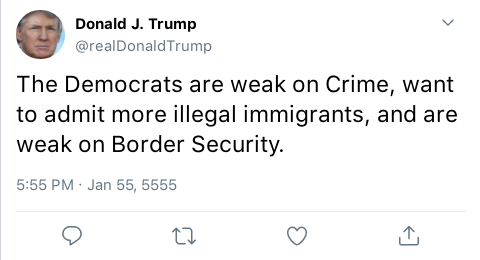 Donald J. Trump
@realDonaldTrump
The Democrats are weak on Crime, want
to admit more illegal immigrants, and are
weak on Border Security.
5:55 PM · Jan 55, 5555